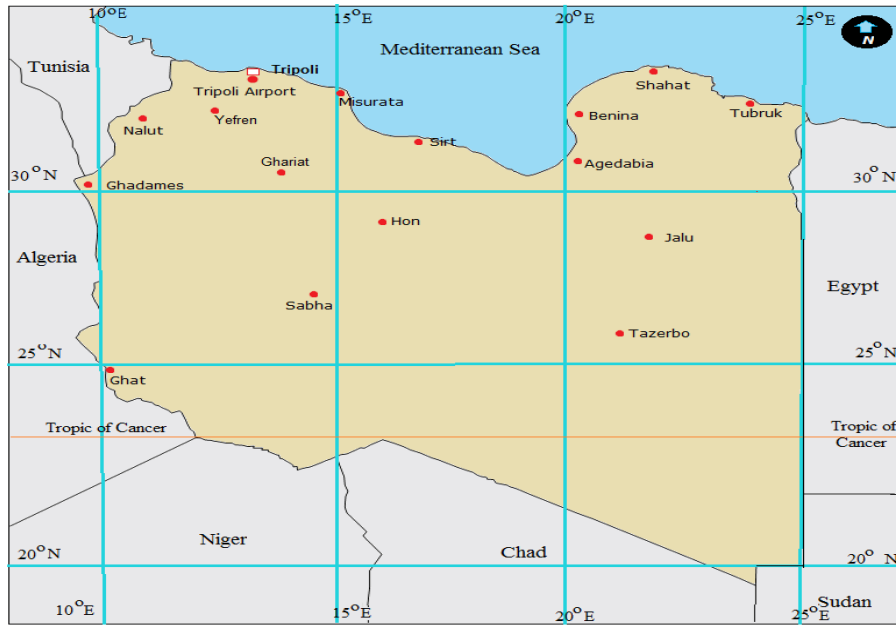 10°E
15°E
20°E
25°E
N
Mediterranean Sea
Tunisia
Tripoli
Tripoli Airport
Misurata
Shahat
Nalut
Yefren
Benina
Tubruk
Sirt
Ghariat
Agedabia
30°N
Ghadames
30°N
Hon
Jalu
Algeria
Egypt
Sabha
Tazerbo
25°N
25°N
Ghat
Tropic of Cancer
Tropic of
Cancer
Niger
Chad
20°N
20°N
10°E
15°E
20°E
25°E
Sudan